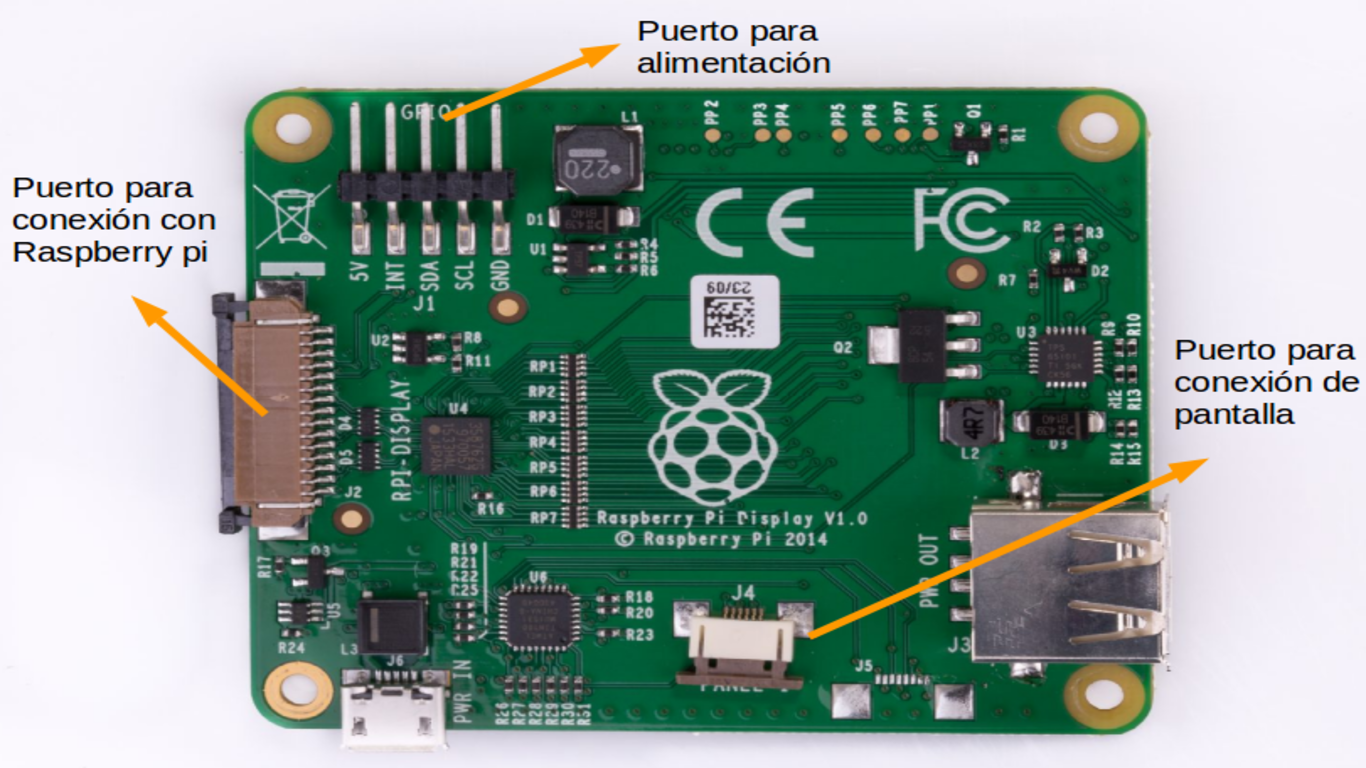 Puerto para
alimentación
Puerto para
conexión con
Raspberry pi
Puerto para
conexión de
pantalla
GPIO
PP2
PP3
PP4
PP5
PP6
PP7
PP1
Q1
R1
L1
220
D1
U1
R4
R5
R6
5V
INT
SDA
SCL
GND
J1
CE
FC
R2
R3
R7
D2
23/09
U2
R8
R11
Q2
U3
R9
R10
R12
R13
R14
R15
L2
4R7
D3
RP1
RP2
RP3
RP4
RP5
RP6
RP7
D4
D5
RPI-DISPLAY
U4
J2
R16
Raspberry Pi Display V1.0
© Raspberry Pi 2014
R17
Q3
U5
R24
L3
R19
R21
R22
R25
U6
R18
R20
R23
J4
PWR OUT
J3
J5
J6
PWR IN
R26
R27
R28
R29
R30
R31